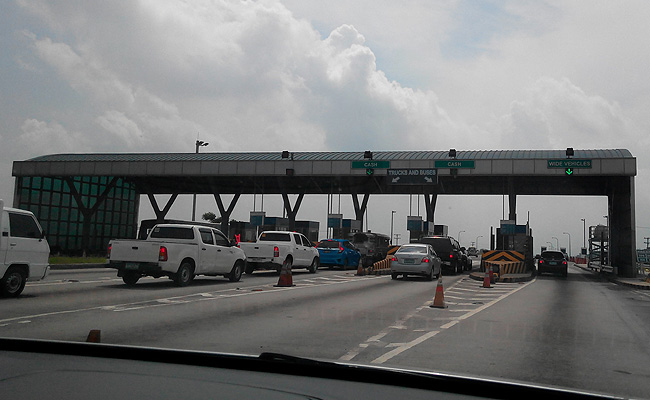 CASH
CASH
WIDE VEHICLES
TRUCKS AND BUSES